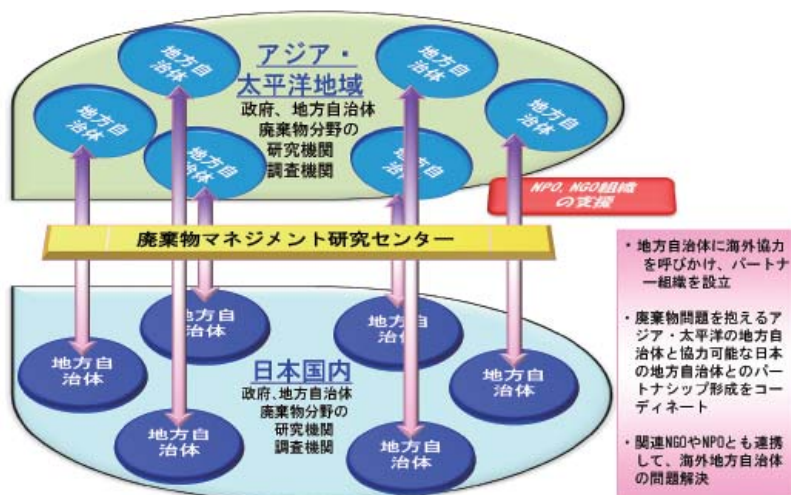 地方自
治体
アジア・
太平洋地域
政府、地方自治体
廃棄物分野の
研究機関
調査機関
地方自
治体
地方自
治体
地方自
治体
地方自
治体
地方自
治体
NPO, NGO組織
の支援
廃棄物マネジメント研究センター
地方自
治体
地方自
治体
地方自
治体
地方自
治体
地方自
治体
地方自
治体
日本国内
政府、地方自治体
廃棄物分野の
研究機関
調査機関
・地方自治体に海外協力
を呼びかけ、パートナ
ー組織を設立
・廃棄物問題を抱えるア
ジア・太平洋の地方自
治体と協力可能な日本
の地方自治体とのパー
トナシップ形成をコー
ディネート
・関連NGOやNPOとも連携
して、海外地方自治体
の問題解決